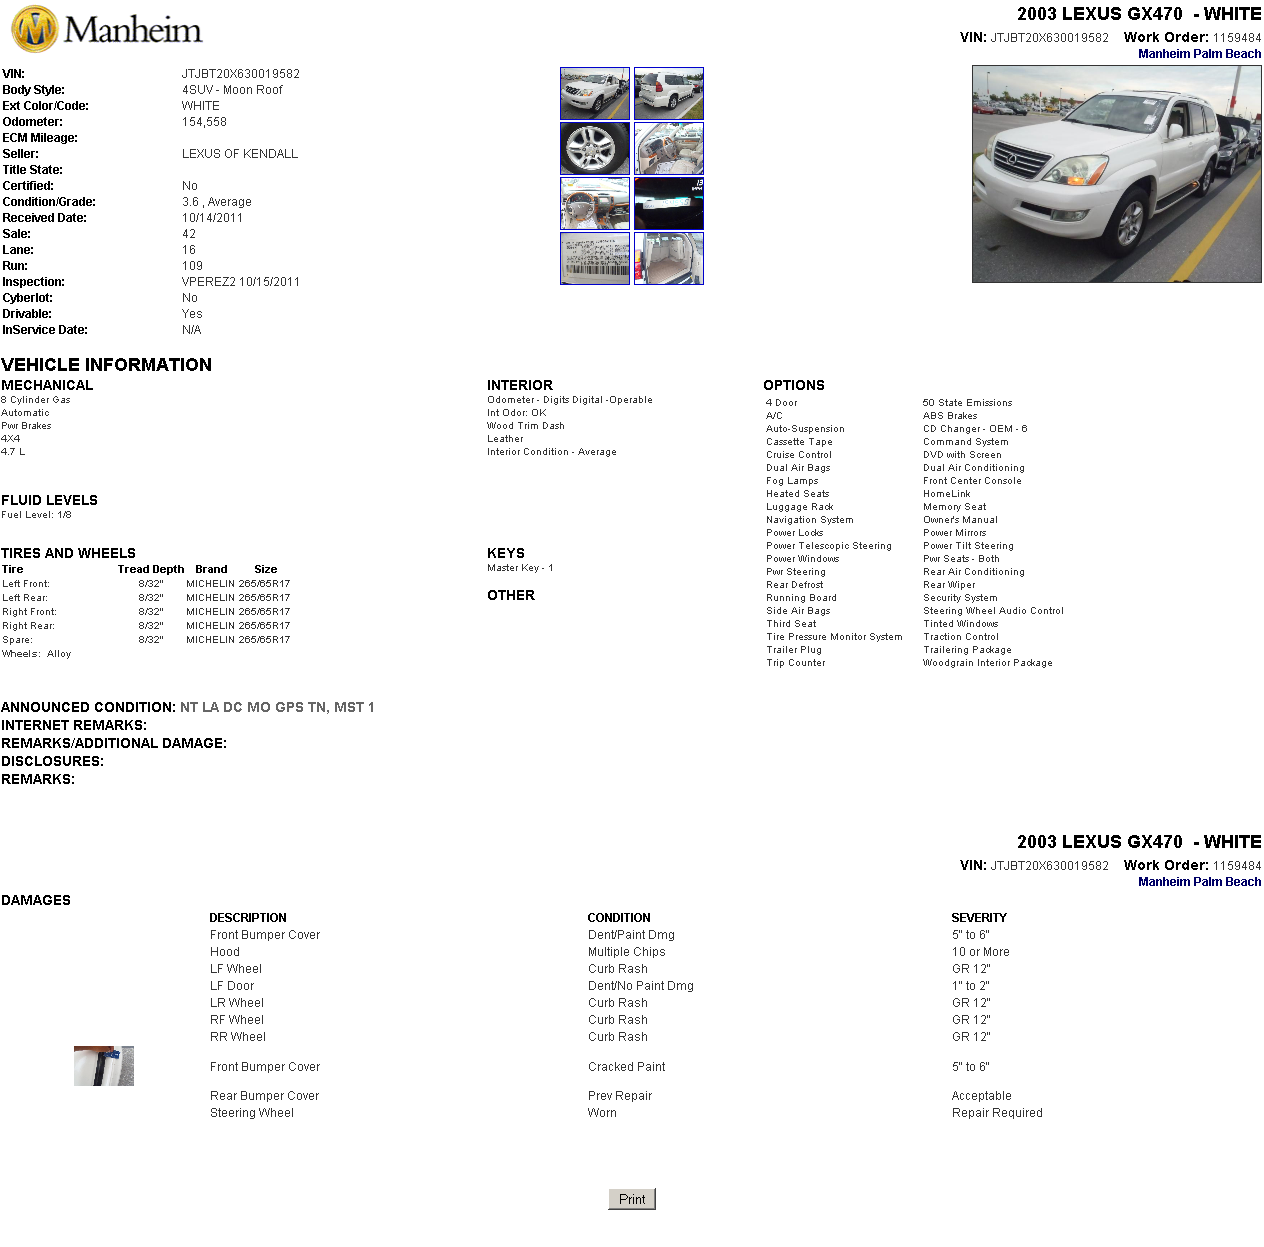 Manheim
2003 LEXUS GX470 - WHITE
VIN: JTJBT20X630019582 Work Order: 1159484
Manheim Palm Beach
VIN: JTJBT20X630019582
Body Style: 4SUV - Moon Roof
Ext Color/Code: WHITE
Odometer: 154,558
ECM Mileage:
Seller: LEXUS OF KENDALL
Title State:
Certified: No
Condition/Grade: 3.6 , Average
Received Date: 10/14/2011
Sale: 42
Lane: 16
Run: 109
Inspection: VPEREZ2 10/15/2011
Cyberlot: No
Drivable: Yes
InService Date: N/A
VEHICLE INFORMATION
MECHANICAL
8 Cylinder Gas
Automatic
Pwr Brakes
4X4
4.7 L
INTERIOR
Odometer - Digits Digital -Operable
Int Odor: OK
Wood Trim Dash
Leather
Interior Condition - Average
OPTIONS
4 Door 50 State Emissions
A/C ABS Brakes
Auto-Suspension CD Changer - OEM - 6
Cassette Tape Command System
Cruise Control DVD with Screen
Dual Air Bags Dual Air Conditioning
Fog Lamps Front Center Console
Heated Seats HomeLink
Luggage Rack Memory Seat
Navigation System Owner's Manual
Power Locks Power Mirrors
Power Telescopic Steering Power Tilt Steering
Power Windows Pwr Seats - Both
Pwr Steering Rear Air Conditioning
Rear Defrost Rear Wiper
Running Board Security System
Side Air Bags Steering Wheel Audio Control
Third Seat Tinted Windows
Tire Pressure Monitor System Traction Control
Trailer Plug Trailering Package
Trip Counter Woodgrain Interior Package
FLUID LEVELS
Fuel Level: 1/8
TIRES AND WHEELS
Tire Tread Depth Brand Size
Left Front: 8/32" MICHELIN 265/65R17
Left Rear: 8/32" MICHELIN 265/65R17
Right Front: 8/32" MICHELIN 265/65R17
Right Rear: 8/32" MICHELIN 265/65R17
Spare: 8/32" MICHELIN 265/65R17
Wheels: Alloy
KEYS
Master Key - 1
OTHER
ANNOUNCED CONDITION: NT LA DC MO GPS TN, MST 1
INTERNET REMARKS:
REMARKS/ADDITIONAL DAMAGE:
DISCLOSURES:
REMARKS:
2003 LEXUS GX470 - WHITE
VIN: JTJBT20X630019582 Work Order: 1159484
Manheim Palm Beach
DAMAGES
DESCRIPTION CONDITION SEVERITY
Front Bumper Cover Dent/Paint Dmg 5" to 6"
Hood Multiple Chips 10 or More
LF Wheel Curb Rash GR 12"
LF Door Dent/No Paint Dmg 1" to 2"
LR Wheel Curb Rash GR 12"
RF Wheel Curb Rash GR 12"
RR Wheel Curb Rash GR 12"
Front Bumper Cover Cracked Paint 5" to 6"
Rear Bumper Cover Prev Repair Acceptable
Steering Wheel Worn Repair Required
Print